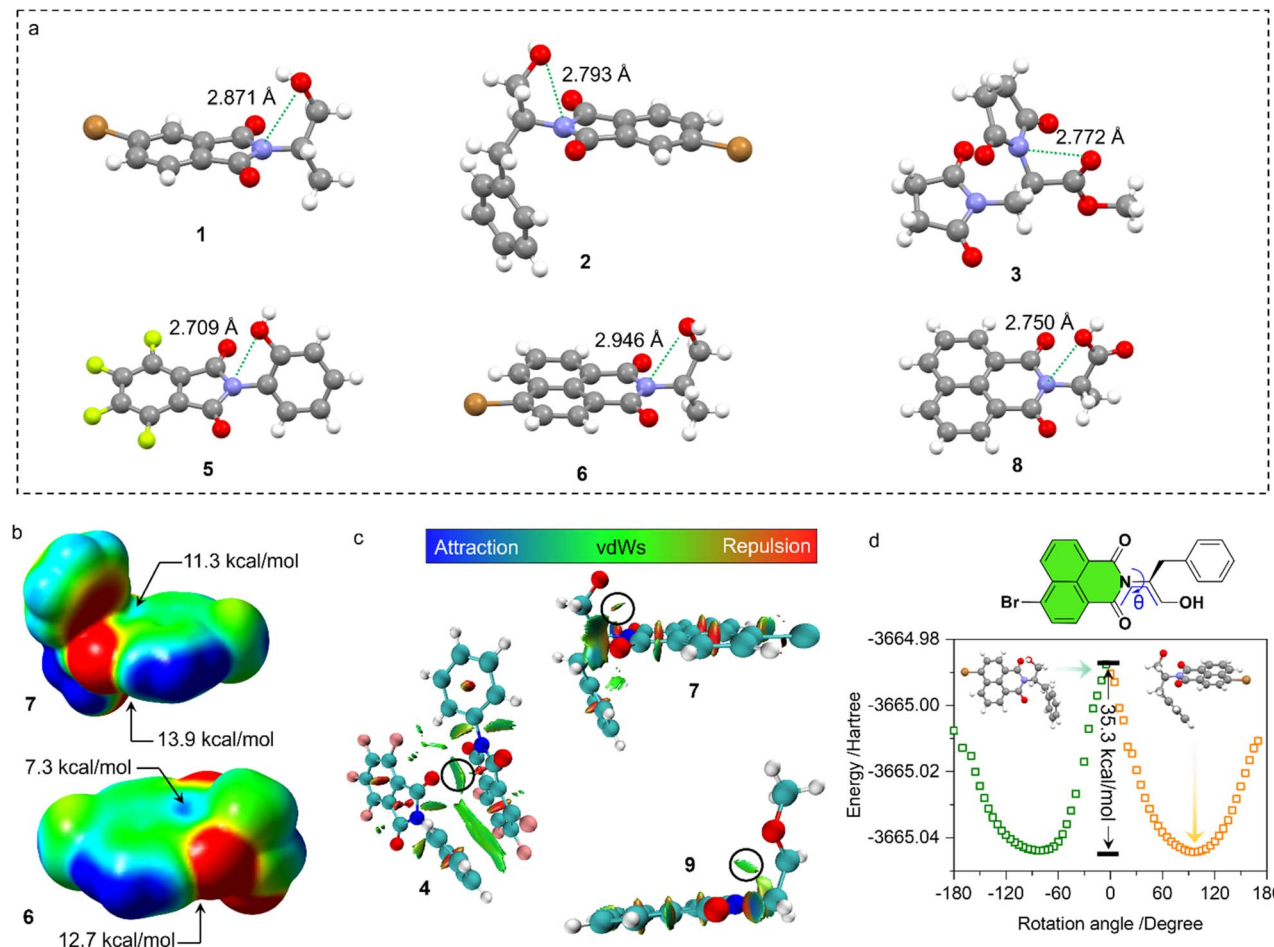 a
2.871 Å
1
2.793 Å
2
2.772 Å
3
2.709 Å
5
2.946 Å
6
2.750 Å
8
b
11.3 kcal/mol
7
13.9 kcal/mol
7.3 kcal/mol
6
12.7 kcal/mol
c
Attraction vdWs Repulsion
7
4
9
d
O
N
θ
Br
O
OH
-3664.98
-3665.00
-3665.02
-3665.04
Energy /Hartree
35.3 kcal/mol
-180 -120 -60 0 60 120 180
Rotation angle /Degree